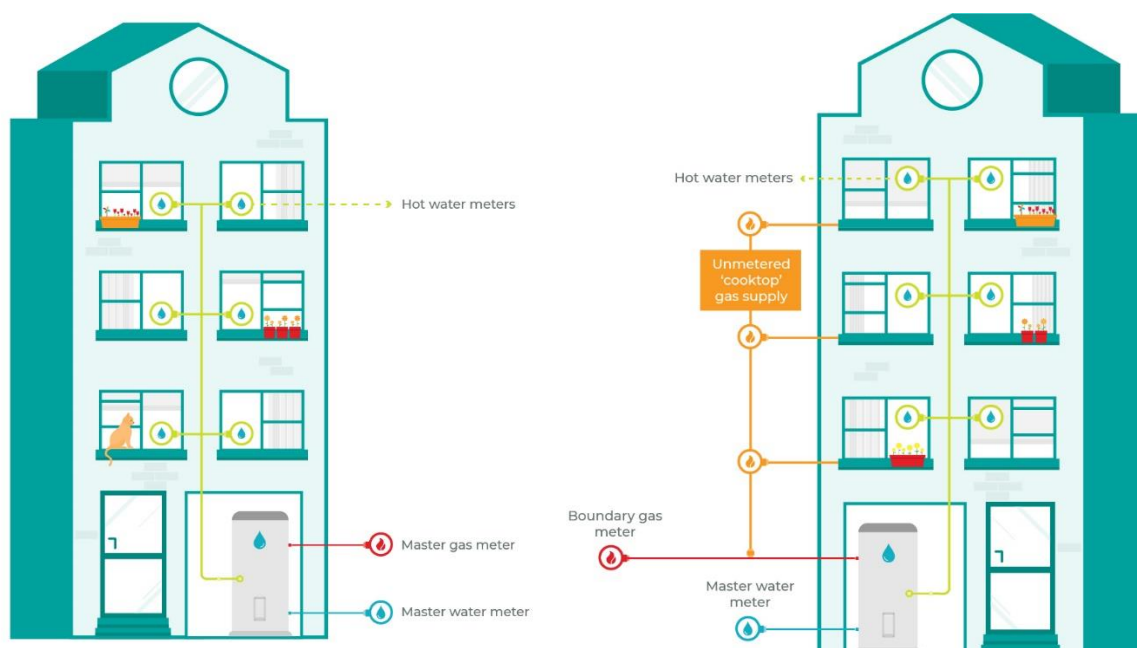 Hot water meters
Master gas meter
Master water meter
Hot water meters
Unmetered
‘cooktop’
gas supply
Boundary gas
meter
Master water
meter